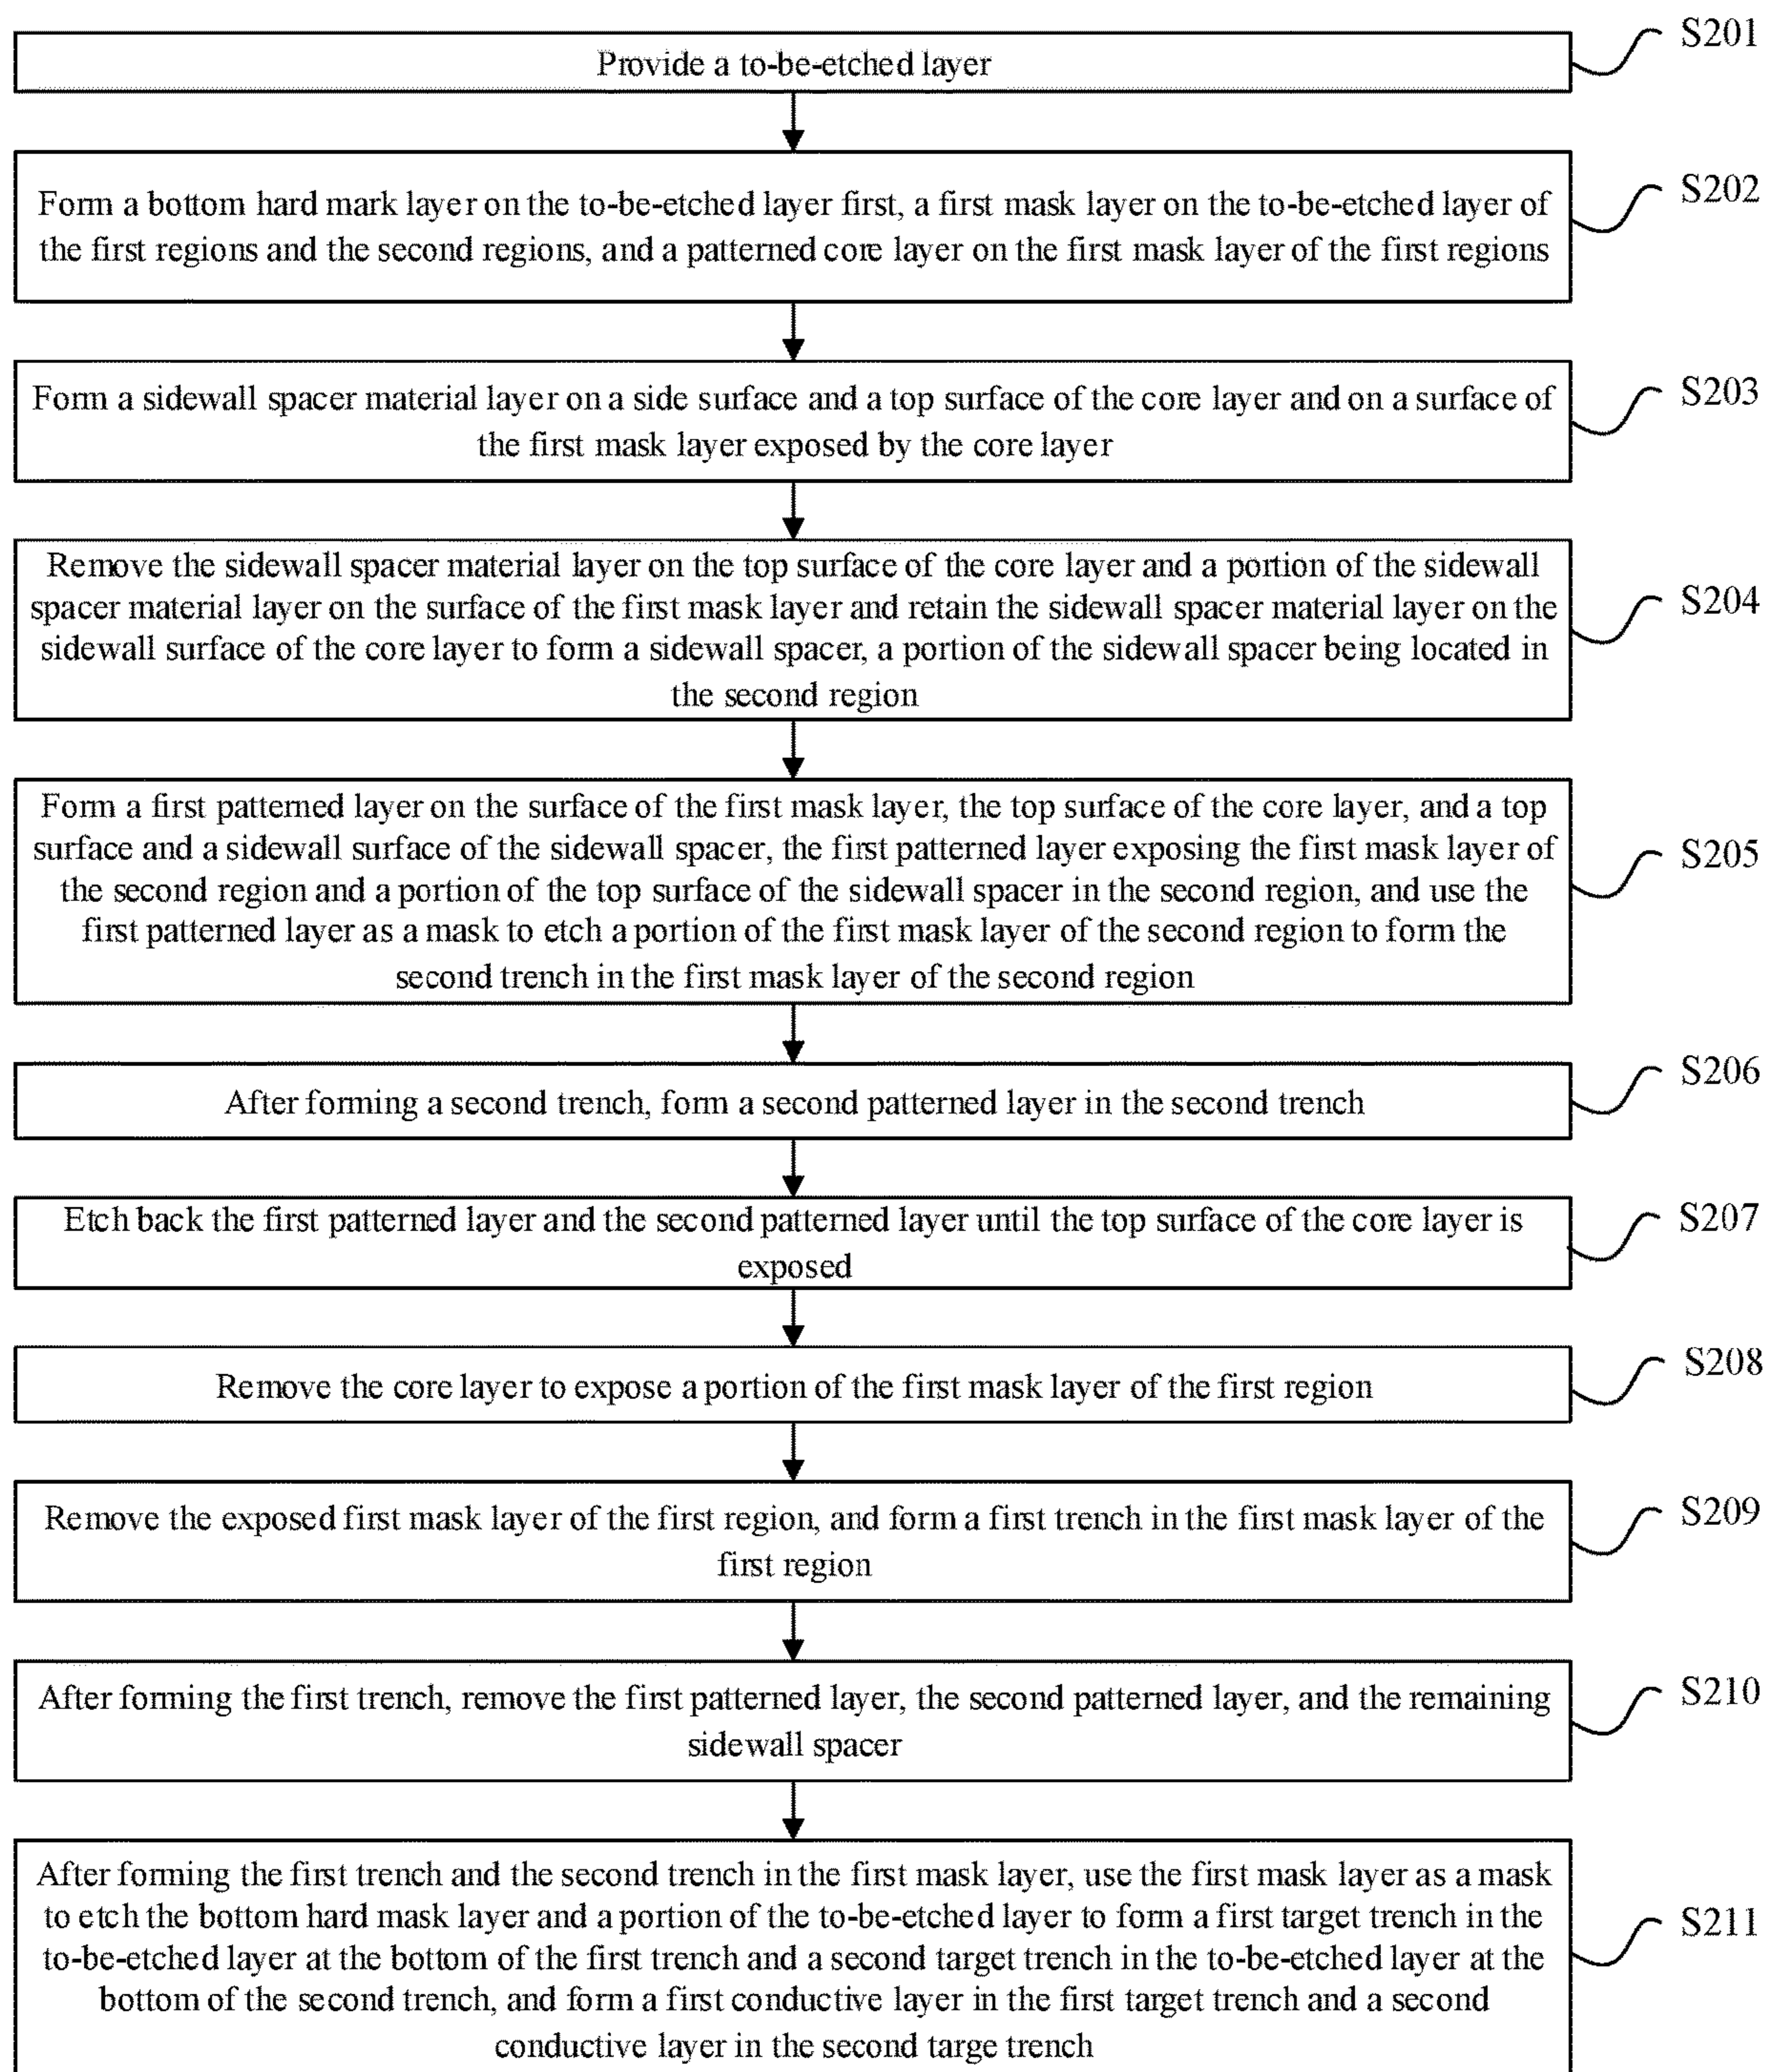 S201
Provide a to-be-etched layer
S202
Form a bottom hard mark layer on the to-be-etched layer first, a first mask layer on the to-be-etched layer of
the first regions and the second regions, and a patterned core layer on the first mask layer of the first regions
S203
Form a sidewall spacer material layer on a side surface and a top surface of the core layer and on a surface of
the first mask layer exposed by the core layer
S204
Remove the sidewall spacer material layer on the top surface of the core layer and a portion of the sidewall
spacer material layer on the surface of the first mask layer and retain the sidewall spacer material layer on the
sidewall surface of the core layer to form a sidewall spacer, a portion of the sidewall spacer being located in
the second region
S205
Form a first patterned layer on the surface of the first mask layer, the top surface of the core layer, and a top
surface and a sidewall surface of the sidewall spacer, the first patterned layer exposing the first mask layer of
the second region and a portion of the top surface of the sidewall spacer in the second region, and use the
first patterned layer as a mask to etch a portion of the first mask layer of the second region to form the
second trench in the first mask layer of the second region
S206
After forming a second trench, form a second patterned layer in the second trench
S207
Etch back the first patterned layer and the second patterned layer until the top surface of the core layer is
exposed
S208
Remove the core layer to expose a portion of the first mask layer of the first region
S209
Remove the exposed first mask layer of the first region, and form a first trench in the first mask layer of the
first region
S210
After forming the first trench, remove the first patterned layer, the second patterned layer, and the remaining
sidewall spacer
S211
After forming the first trench and the second trench in the first mask layer, use the first mask layer as a mask
to etch the bottom hard mask layer and a portion of the to-be-etched layer to form a first target trench in the
to-be-etched layer at the bottom of the first trench and a second target trench in the to-be-etched layer at the
bottom of the second trench, and form a first conductive layer in the first target trench and a second
conductive layer in the second targe trench